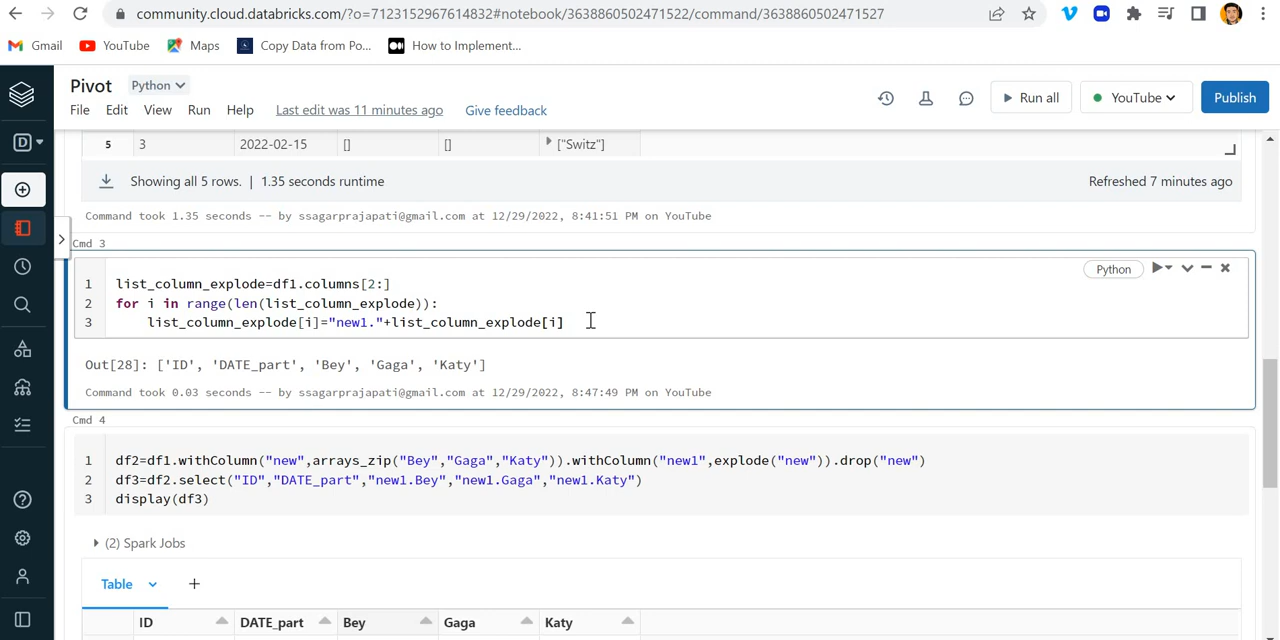 community.cloud.databricks.com/?o=7123152967614832#notebook/3638860502471522/command/3638860502471527
Gmail YouTube Maps Copy Data from Po... How to Implement...
Pivot Python
File Edit View Run Help Last edit was 11 minutes ago Give feedback
Run all YouTube Publish
D
5 3 2022-02-15 [] [] ["Switz"]
Showing all 5 rows. | 1.35 seconds runtime Refreshed 7 minutes ago
Command took 1.35 seconds -- by ssagarprajapati@gmail.com at 12/29/2022, 8:41:51 PM on YouTube
Cmd 3
Python
1 list_column_explode=df1.columns[2:]
2 for i in range(len(list_column_explode)):
3 list_column_explode[i]="new1."+list_column_explode[i]
Out[28]: ['ID', 'DATE_part', 'Bey', 'Gaga', 'Katy']
Command took 0.03 seconds -- by ssagarprajapati@gmail.com at 12/29/2022, 8:47:49 PM on YouTube
Cmd 4
1 df2=df1.withColumn("new",arrays_zip("Bey","Gaga","Katy")).withColumn("new1",explode("new")).drop("new")
2 df3=df2.select("ID","DATE_part","new1.Bey","new1.Gaga","new1.Katy")
3 display(df3)
(2) Spark Jobs
Table +
ID DATE_part Bey Gaga Katy